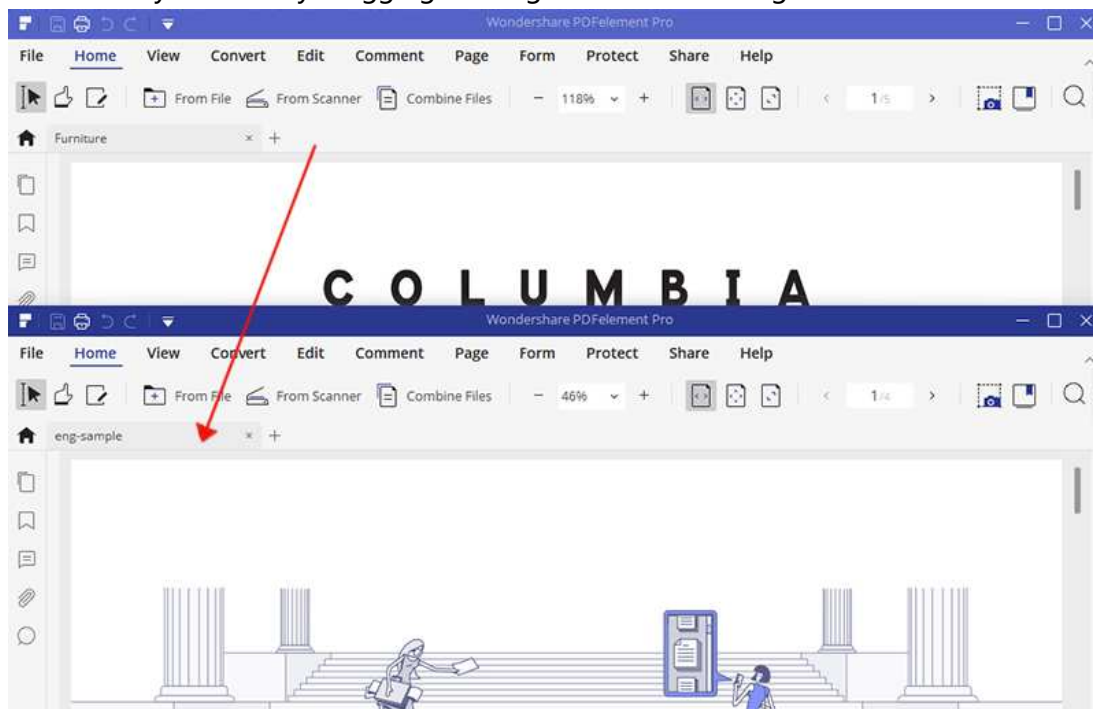 Wondershare PDFelement Pro
File Home View Convert Edit Comment Page Form Protect Share Help
From File From Scanner Combine Files − 118% + 1/5
Furniture × +
COLUMBIA
Wondershare PDFelement Pro
File Home View Convert Edit Comment Page Form Protect Share Help
From File From Scanner Combine Files − 46% + 1/4
eng-sample × +